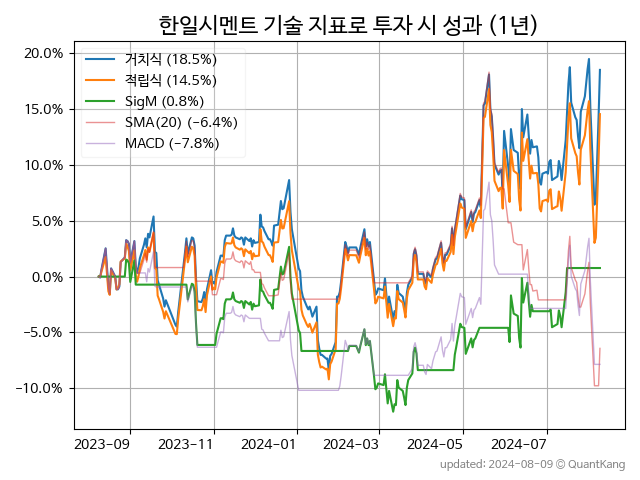 한일시멘트 기술 지표로 투자 시 성과 (1년)
20.0%
15.0%
10.0%
5.0%
0.0%
−5.0%
−10.0%
거치식 (18.5%)
적립식 (14.5%)
SigM (0.8%)
SMA(20) (−6.4%)
MACD (−7.8%)
2023-09 2023-11 2024-01 2024-03 2024-05 2024-07
updated: 2024-08-09 © QuantKang